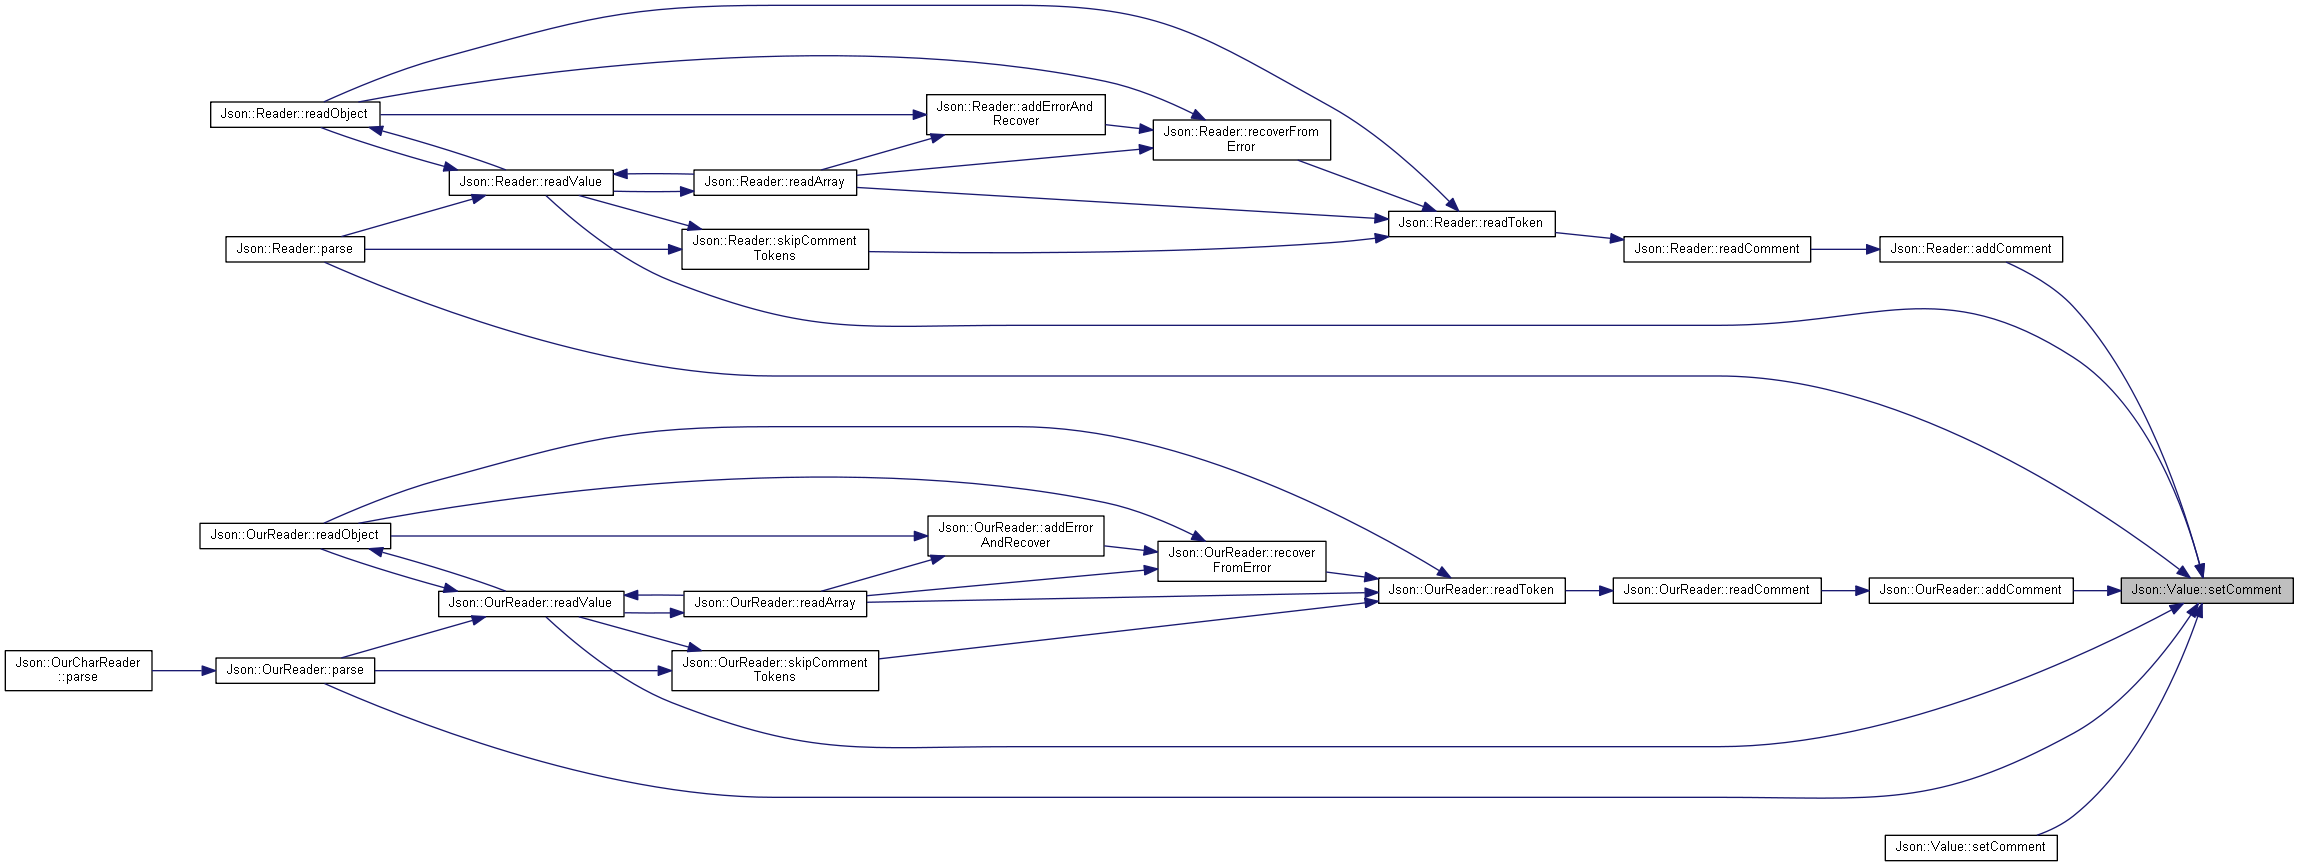 Json::Reader::readObject
Json::Reader::addErrorAnd
Recover
Json::Reader::recoverFrom
Error
Json::Reader::readValue
Json::Reader::readArray
Json::Reader::readToken
Json::Reader::parse
Json::Reader::skipComment
Tokens
Json::Reader::readComment
Json::Reader::addComment
Json::OurReader::readObject
Json::OurReader::addError
AndRecover
Json::OurReader::recover
FromError
Json::OurReader::readValue
Json::OurReader::readArray
Json::OurReader::readToken
Json::OurReader::readComment
Json::OurReader::addComment
Json::Value::setComment
Json::OurCharReader
::parse
Json::OurReader::parse
Json::OurReader::skipComment
Tokens
Json::Value::setComment